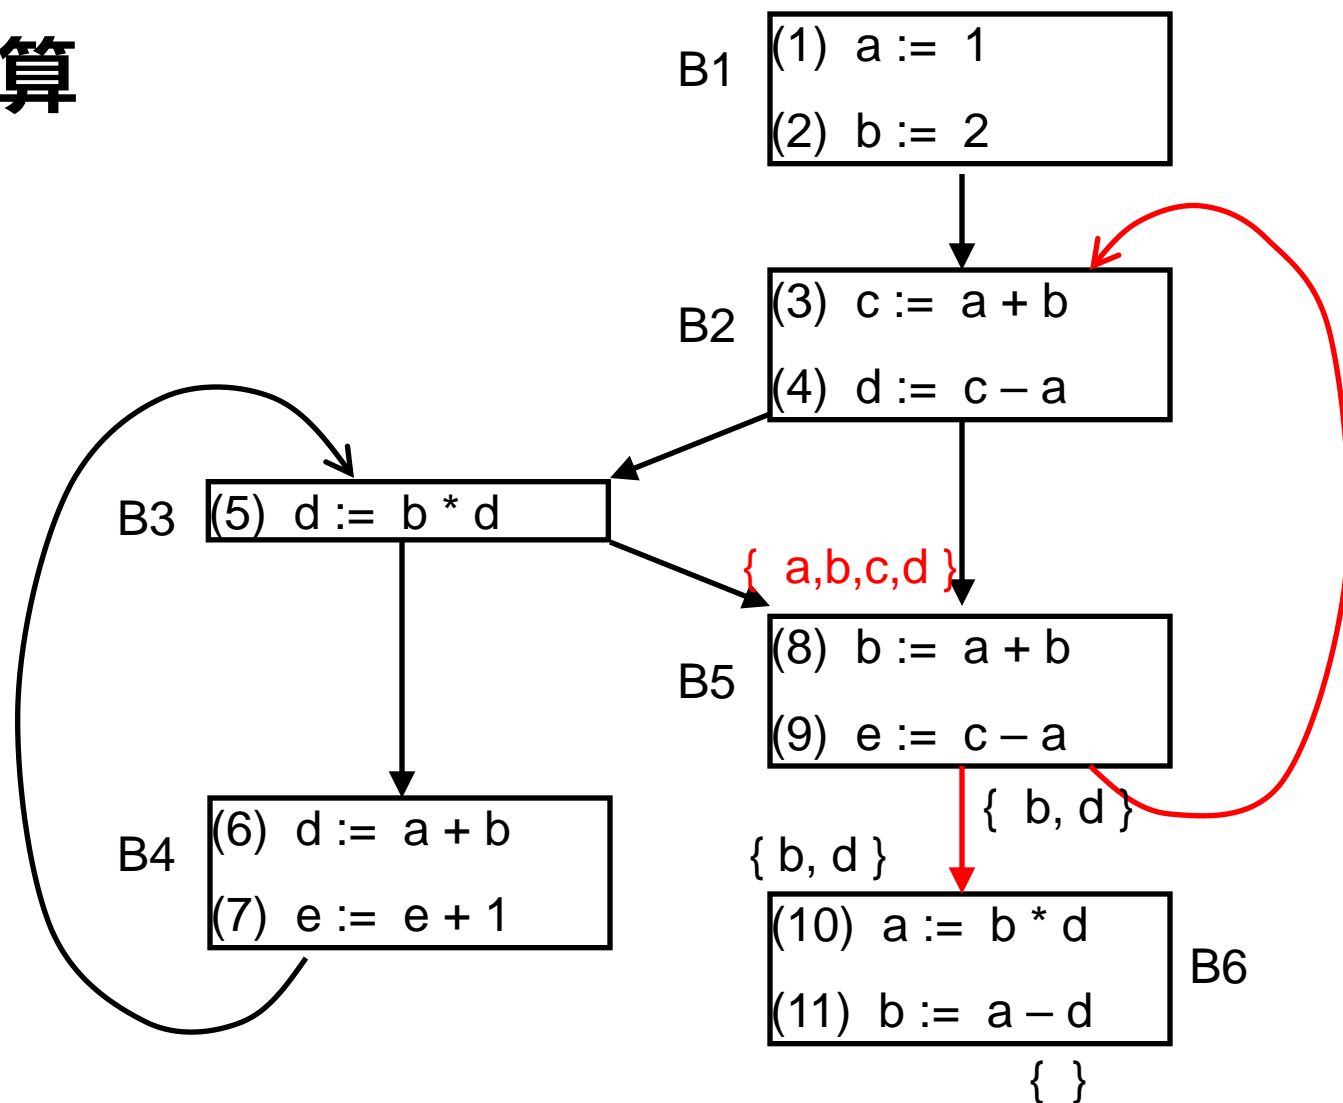 算
B1
(1) a := 1
(2) b := 2
B2
(3) c := a + b
(4) d := c – a
B3
(5) d := b * d
{ a,b,c,d }
B5
(8) b := a + b
(9) e := c – a
{ b, d }
B4
(6) d := a + b
(7) e := e + 1
{ b, d }
(10) a := b * d
(11) b := a – d
B6
{ }